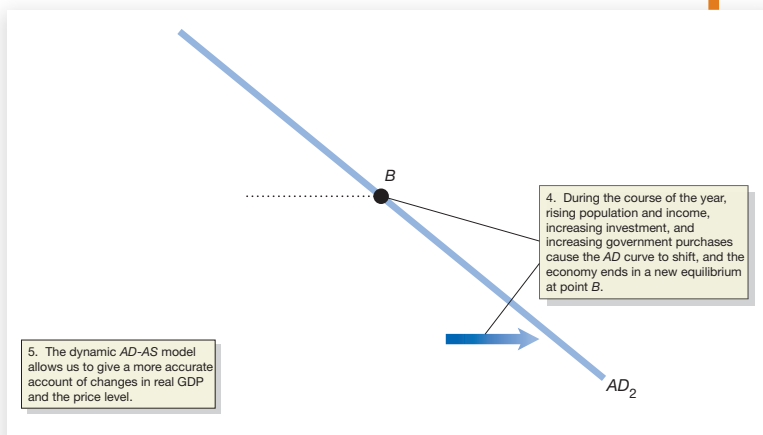 B
4. During the course of the year,
rising population and income,
increasing investment, and
increasing government purchases
cause the AD curve to shift, and the
economy ends in a new equilibrium
at point B.
5. The dynamic AD-AS model
allows us to give a more accurate
account of changes in real GDP
and the price level.
AD2